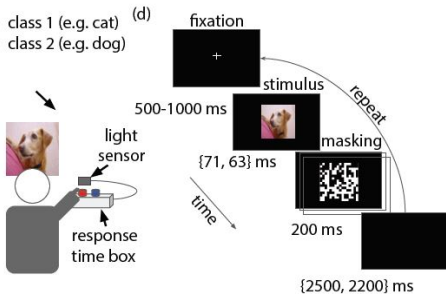 class 1 (e.g. cat)
class 2 (e.g. dog)
light
sensor
response
time box
(d)
fixation
500-1000 ms
stimulus
{71, 63} ms
masking
200 ms
{2500, 2200} ms
time
repeat